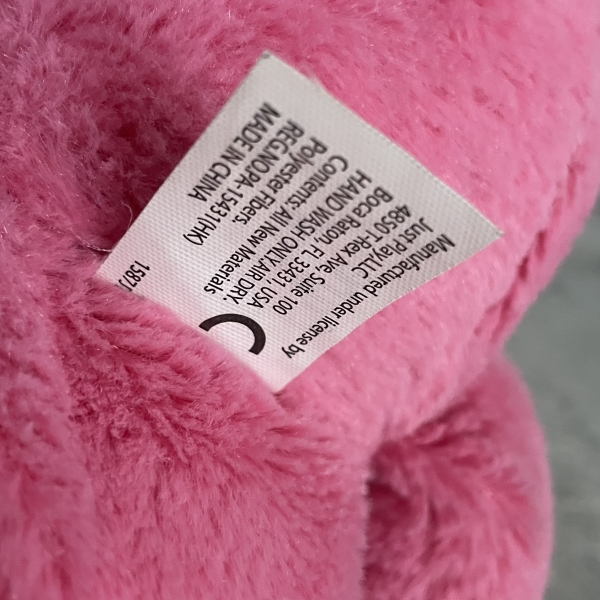 Manufactured under license by
Just Play,LLC
4850 T-Rex Ave, Suite 100
Boca Raton, FL 33431, USA
HAND WASH ONLY.AIR DRY
Contents: All New Materials
Polyester Fibers.
REG.NO.PA-15431(HK)
MADE IN CHINA
1587
C